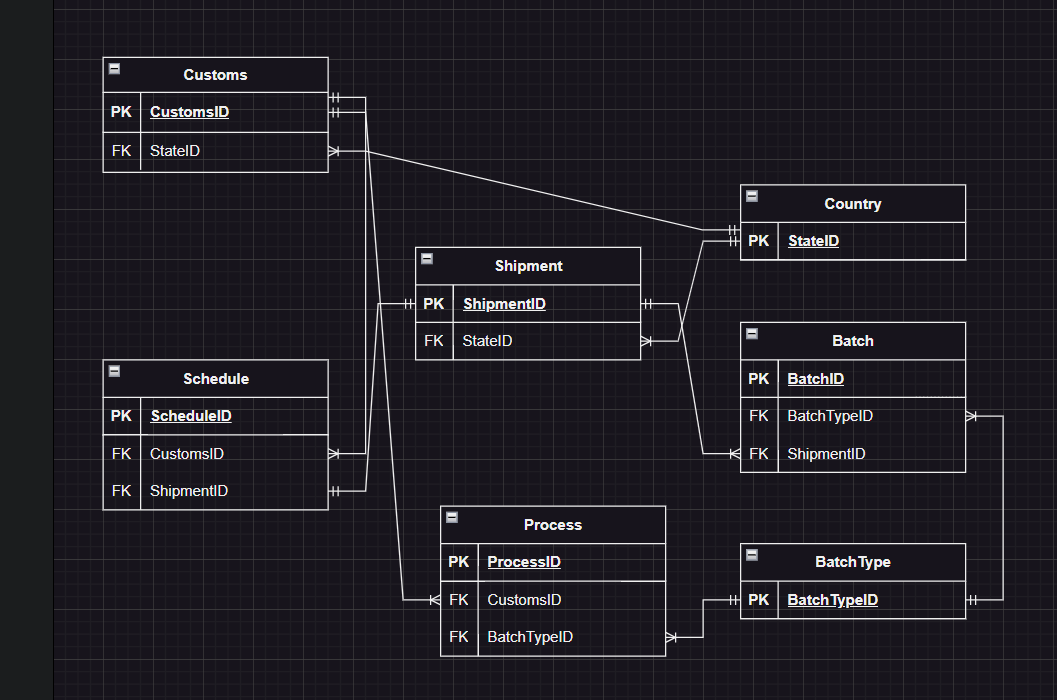 Customs
PK CustomsID
FK StateID
Country
PK StateID
Shipment
PK ShipmentID
FK StateID
Batch
PK BatchID
FK BatchTypeID
FK ShipmentID
Schedule
PK ScheduleID
FK CustomsID
FK ShipmentID
Process
PK ProcessID
FK CustomsID
FK BatchTypeID
BatchType
PK BatchTypeID